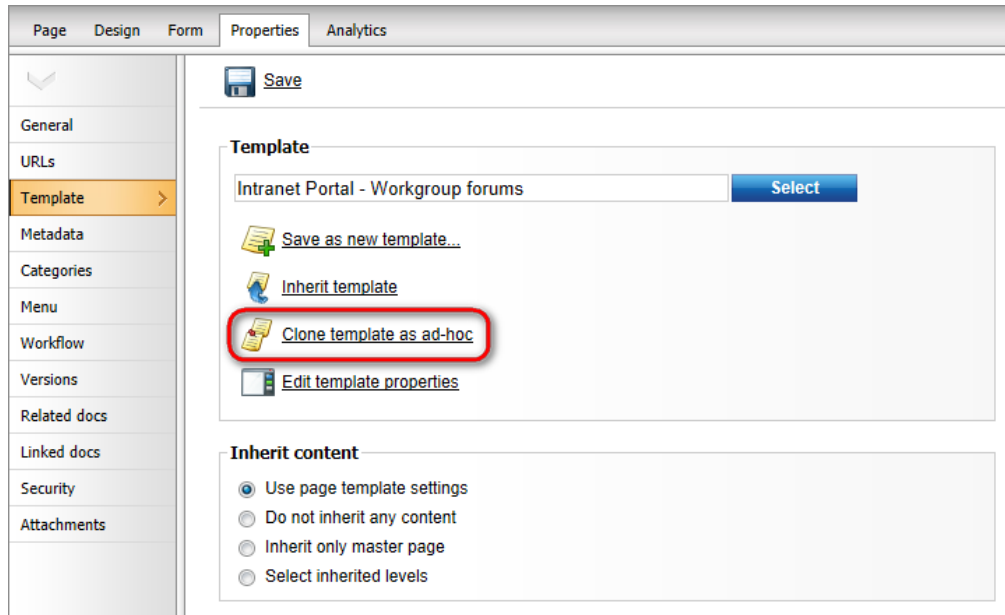 Page Design Form Properties Analytics
Save
General
URLs
Template
Metadata
Categories
Menu
Workflow
Versions
Related docs
Linked docs
Security
Attachments
Template
Intranet Portal - Workgroup forums Select
Save as new template...
Inherit template
Clone template as ad-hoc
Edit template properties
Inherit content
Use page template settings
Do not inherit any content
Inherit only master page
Select inherited levels